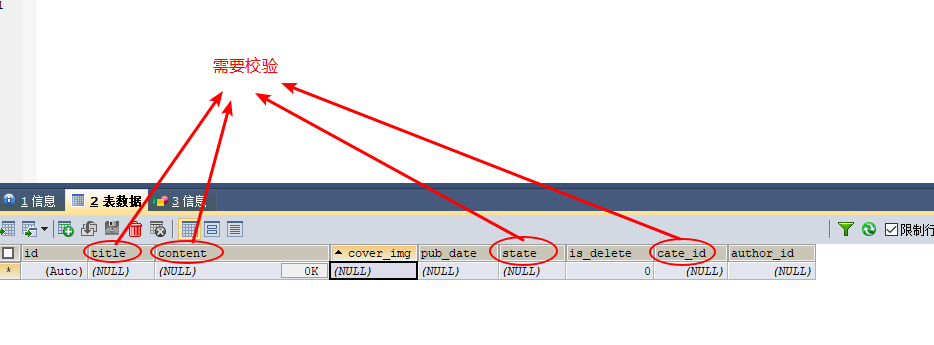 1
需要校验
1 信息 2 表数据 3 信息
限制行
id title content cover_img pub_date state is_delete cate_id author_id
* (Auto) (NULL) (NULL) 0K (NULL) (NULL) (NULL) 0 (NULL) (NULL)